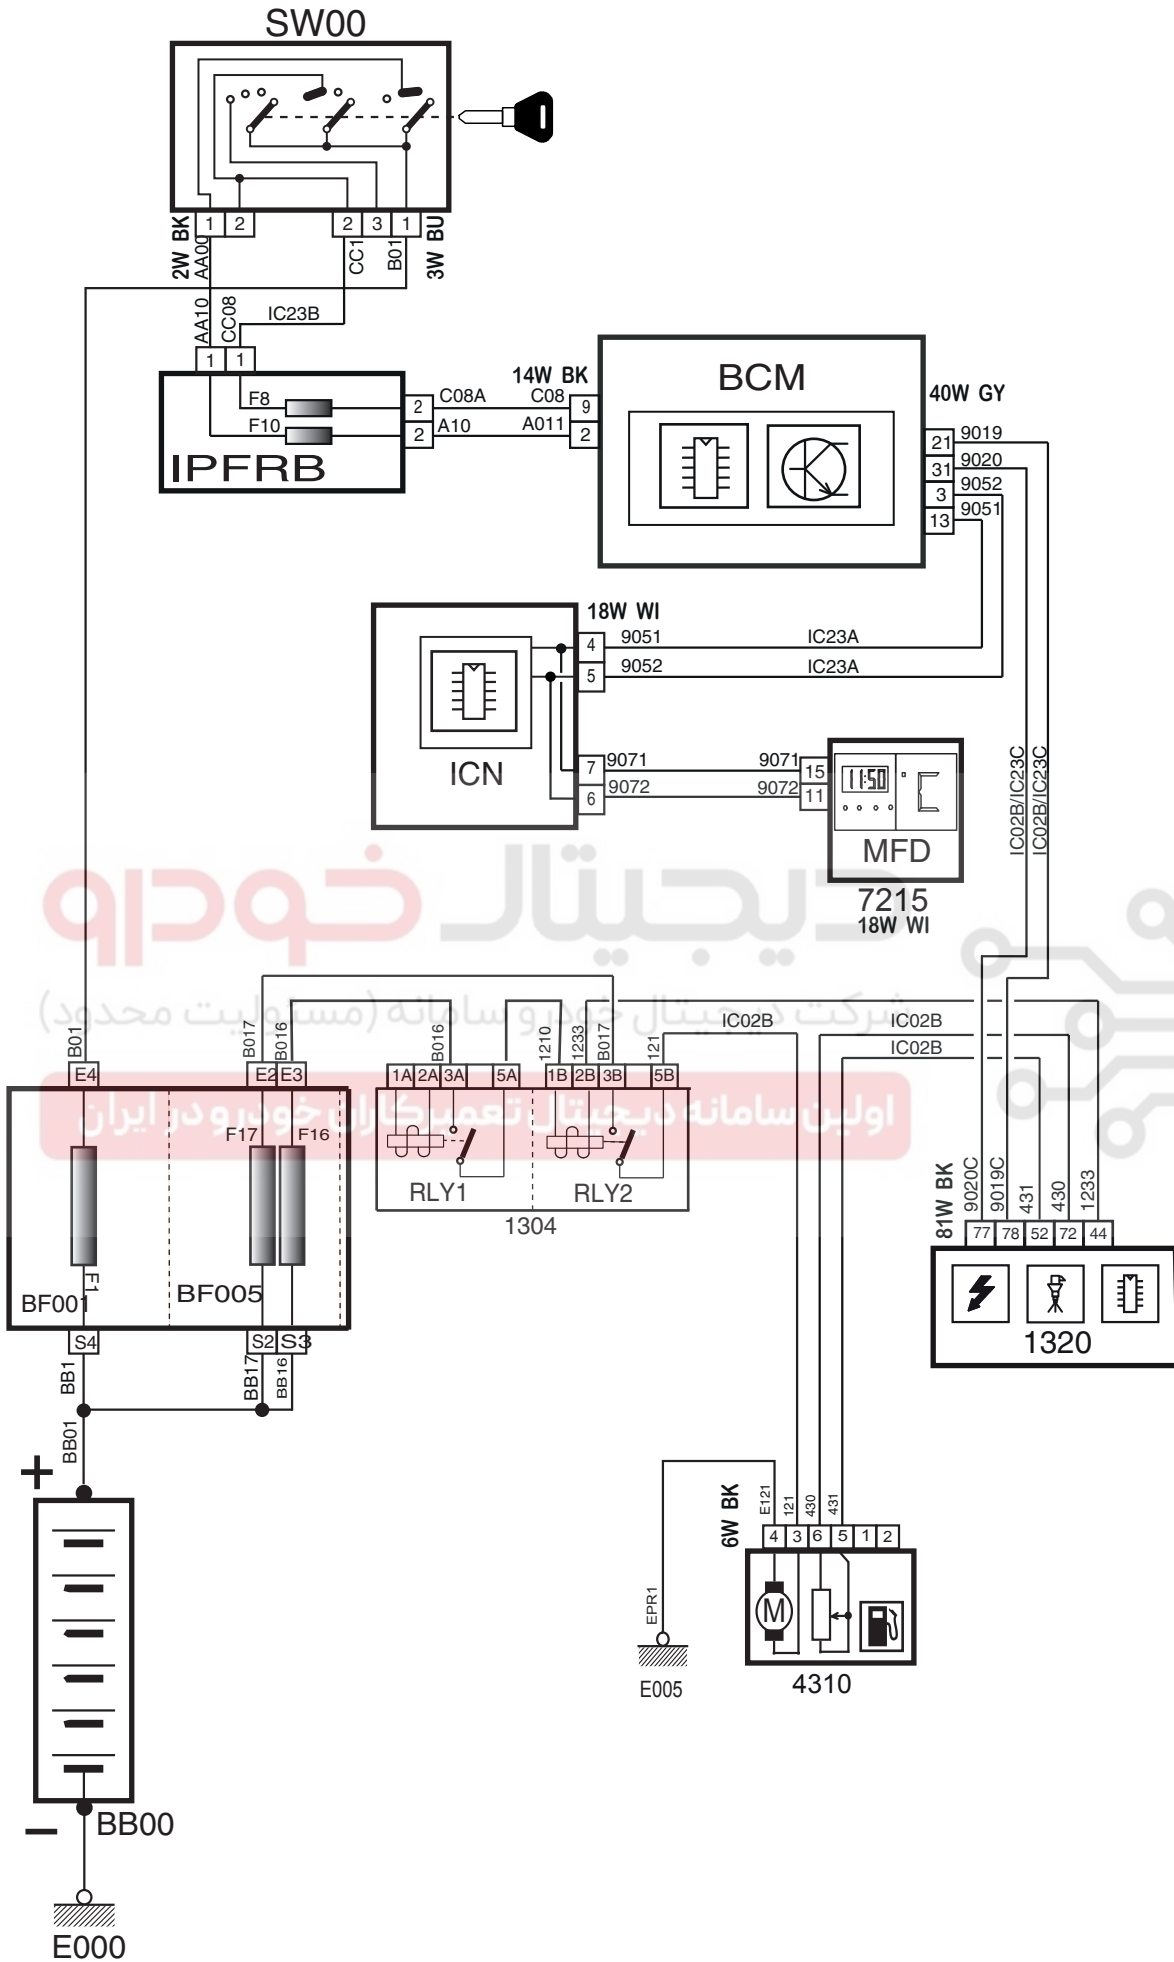 SW00
1 2 2 3 1
2W BK
AA00
CC1
B01
3W BU
AA10
CC08
IC23B
1 1
F8
F10
IPFRB
2 C08A C08 9
2 A10 A011 2
14W BK
BCM
40W GY
21 9019
31 9020
3 9052
13 9051
18W WI
4 9051 IC23A
5 9052 IC23A
ICN
7 9071 9071 15
6 9072 9072 11
11:50
MFD
7215
18W WI
IC02B/IC23C
IC02B/IC23C
دیجیتال خودرو
شرکت دیجیتال خودرو سامانه (مسئولیت محدود)
اولین سامانه دیجیتال تعمیرکاران خودرو در ایران
B01
B017
B016
B016
1210
1233
B017
121
IC02B
IC02B
IC02B
E4 E2 E3
1A 2A 3A 5A 1B 2B 3B 5B
F17
F16
RLY1
RLY2
1304
F1
BF001
BF005
S4 S2 S3
BB1
BB17
BB16
BB01
81W BK
9020C
9019C
431
430
1233
77 78 52 72 44
1320
+
−
BB00
E000
6W BK
E121
121
430
431
4 3 6 5 1 2
M
4310
EPR1
E005